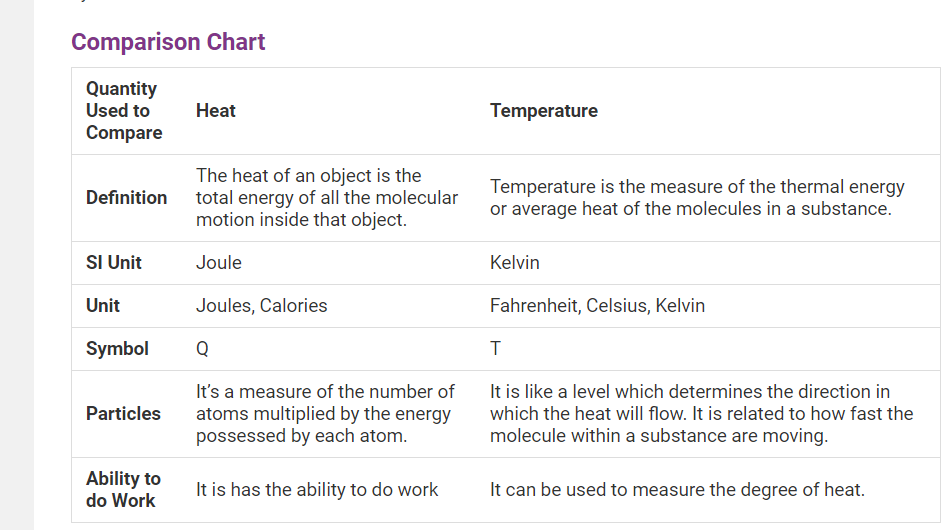 Comparison Chart
Quantity
Used to
Compare
Heat
Temperature
Definition
The heat of an object is the
total energy of all the molecular
motion inside that object.
Temperature is the measure of the thermal energy
or average heat of the molecules in a substance.
SI Unit
Joule
Kelvin
Unit
Joules, Calories
Fahrenheit, Celsius, Kelvin
Symbol
Q
T
Particles
It’s a measure of the number of
atoms multiplied by the energy
possessed by each atom.
It is like a level which determines the direction in
which the heat will flow. It is related to how fast the
molecule within a substance are moving.
Ability to
do Work
It is has the ability to do work
It can be used to measure the degree of heat.